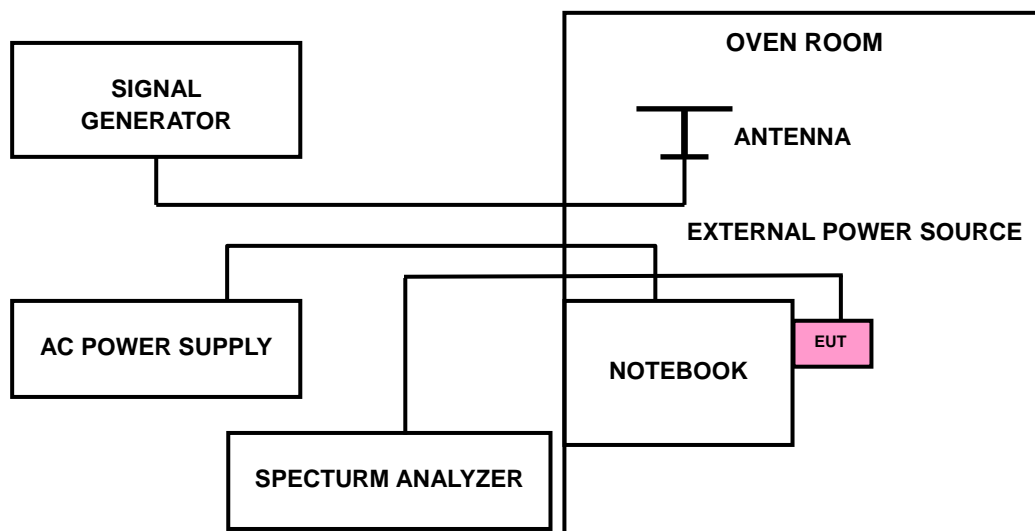 OVEN ROOM
SIGNAL
GENERATOR
ANTENNA
EXTERNAL POWER SOURCE
AC POWER SUPPLY
EUT
NOTEBOOK
SPECTURM ANALYZER